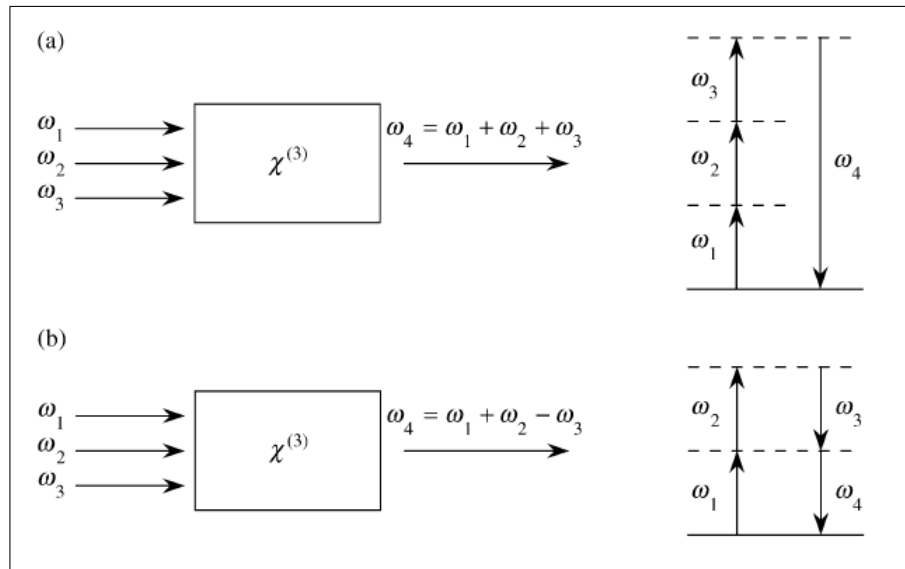 (a)
ω₁
ω₂
ω₃
χ⁽³⁾
ω₄ = ω₁ + ω₂ + ω₃
ω₃
ω₂
ω₁
ω₄
(b)
ω₁
ω₂
ω₃
χ⁽³⁾
ω₄ = ω₁ + ω₂ − ω₃
ω₂
ω₁
ω₃
ω₄